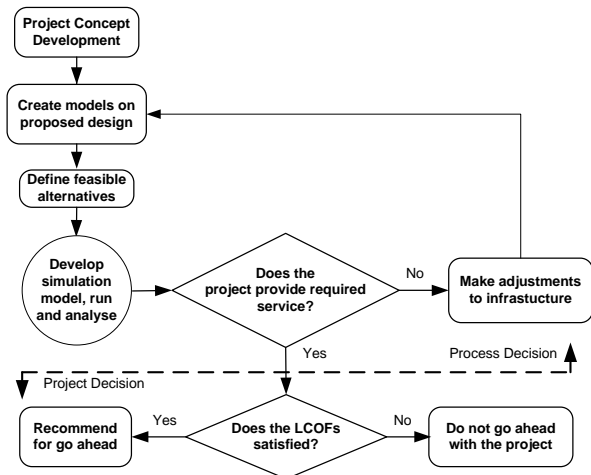 Project Concept
Development
Create models on
proposed design
Define feasible
alternatives
Develop
simulation
model, run
and analyse
Does the
project provide required
service?
No
Make adjustments
to infrastucture
Yes
Process Decision
Project Decision
Recommend
for go ahead
Yes
Does the LCOFs
satisfied?
No
Do not go ahead
with the project